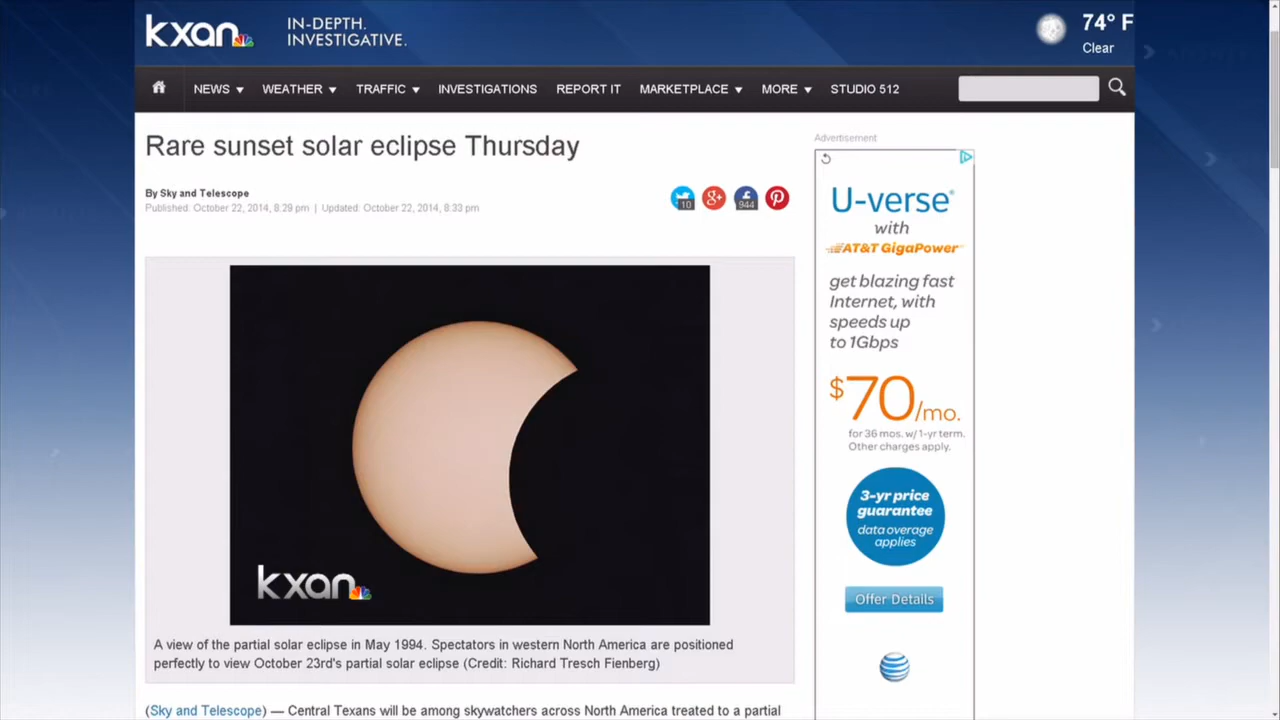 kxan
IN-DEPTH.
INVESTIGATIVE.
74° F
Clear
NEWS
WEATHER
TRAFFIC
INVESTIGATIONS
REPORT IT
MARKETPLACE
MORE
STUDIO 512
Rare sunset solar eclipse Thursday
By Sky and Telescope
Published: October 22, 2014, 8:29 pm | Updated: October 22, 2014, 8:33 pm
10
944
kxan
A view of the partial solar eclipse in May 1994. Spectators in western North America are positioned
perfectly to view October 23rd's partial solar eclipse (Credit: Richard Tresch Fienberg)
(Sky and Telescope) — Central Texans will be among skywatchers across North America treated to a partial
Advertisement
U-verse®
with
AT&T GigaPower℠
get blazing fast
Internet, with
speeds up
to 1Gbps
$70/mo.
for 36 mos. w/1-yr term.
Other charges apply.
3-yr price
guarantee
data overage
applies
Offer Details